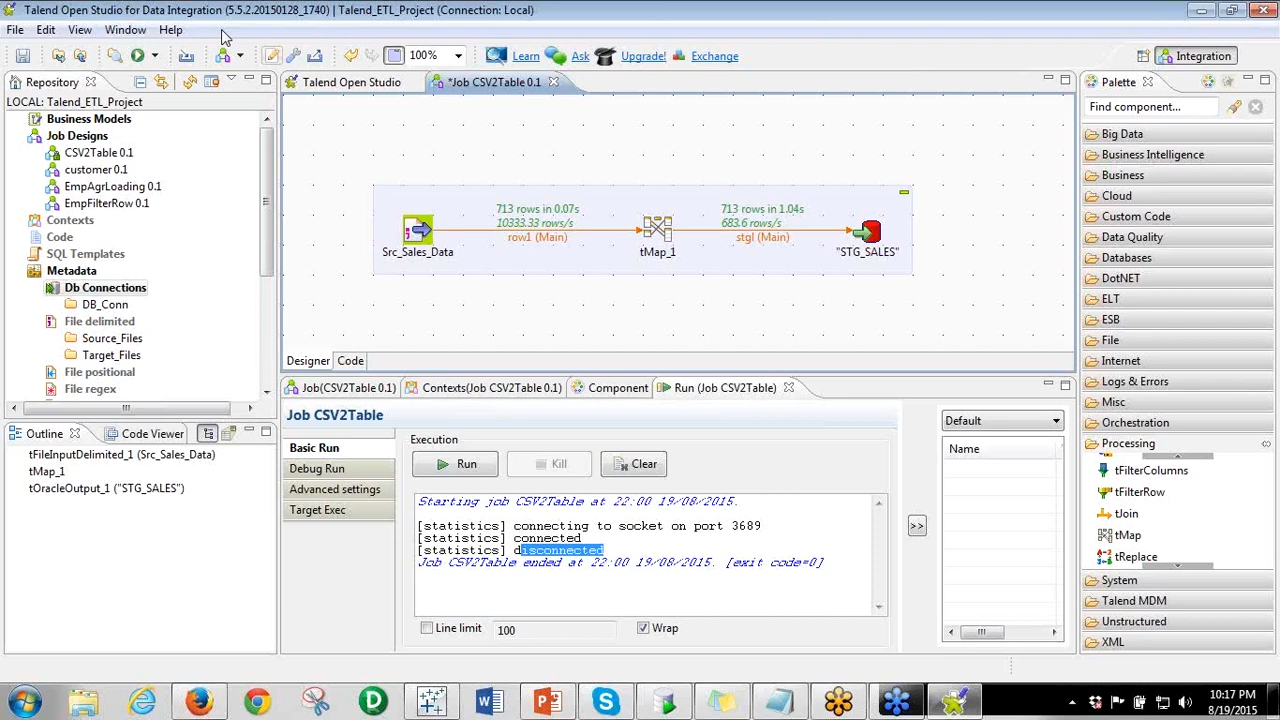 Talend Open Studio for Data Integration (5.5.2.20150128_1740) | Talend_ETL_Project (Connection: Local)
File Edit View Window Help
100% Learn Ask Upgrade! Exchange Integration
Repository
LOCAL: Talend_ETL_Project
Business Models
Job Designs
CSV2Table 0.1
customer 0.1
EmpAgrLoading 0.1
EmpFilterRow 0.1
Contexts
Code
SQL Templates
Metadata
Db Connections
DB_Conn
File delimited
Source_Files
Target_Files
File positional
File regex
Outline Code Viewer
tFileInputDelimited_1 (Src_Sales_Data)
tMap_1
tOracleOutput_1 ("STG_SALES")
Talend Open Studio *Job CSV2Table 0.1
713 rows in 0.07s 713 rows in 1.04s
10333.33 rows/s 683.6 rows/s
row1 (Main) stgl (Main)
Src_Sales_Data tMap_1 "STG_SALES"
Designer Code
Job(CSV2Table 0.1) Contexts(Job CSV2Table 0.1) Component Run (Job CSV2Table)
Job CSV2Table
Basic Run
Debug Run
Advanced settings
Target Exec
Execution
Run Kill Clear
Starting job CSV2Table at 22:00 19/08/2015.
[statistics] connecting to socket on port 3689
[statistics] connected
[statistics] disconnected
Job CSV2Table ended at 22:00 19/08/2015. [exit code=0]
Line limit 100 Wrap
>>
Default
Name
Palette
Find component...
Big Data
Business Intelligence
Business
Cloud
Custom Code
Data Quality
Databases
DotNET
ELT
ESB
File
Internet
Logs & Errors
Misc
Orchestration
Processing
tFilterColumns
tFilterRow
tJoin
tMap
tReplace
System
Talend MDM
Unstructured
XML
10:17 PM
8/19/2015